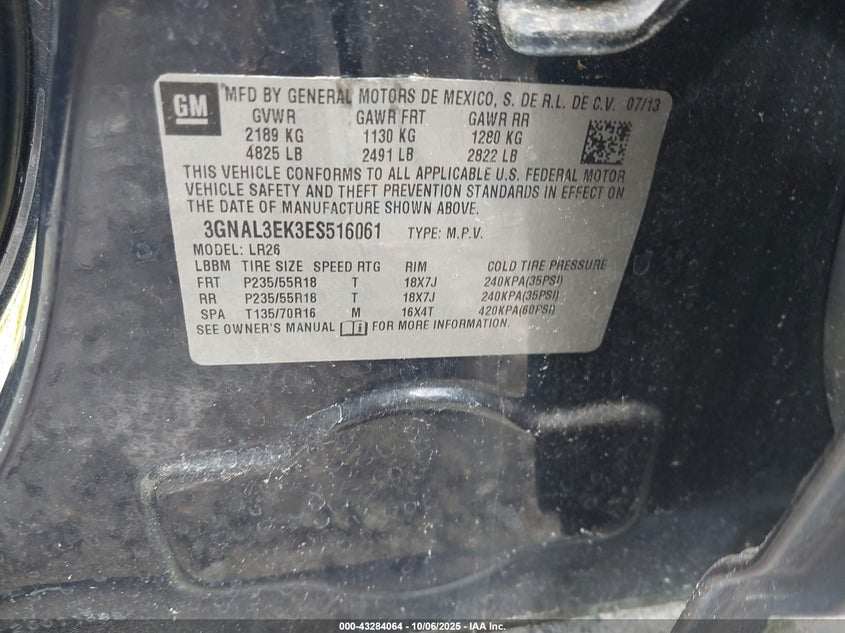 GM
MFD BY GENERAL MOTORS DE MEXICO, S. DE R.L. DE C.V. 07/13
GVWR GAWR FRT GAWR RR
2189 KG 1130 KG 1280 KG
4825 LB 2491 LB 2822 LB
THIS VEHICLE CONFORMS TO ALL APPLICABLE U.S. FEDERAL MOTOR
VEHICLE SAFETY AND THEFT PREVENTION STANDARDS IN EFFECT ON
THE DATE OF MANUFACTURE SHOWN ABOVE.
3GNAL3EK3ES516061 TYPE: M.P.V.
MODEL: LR26
LBBM TIRE SIZE SPEED RTG RIM COLD TIRE PRESSURE
FRT P235/55R18 T 18X7J 240KPA(35PSI)
RR P235/55R18 T 18X7J 240KPA(35PSI)
SPA T135/70R16 M 16X4T 420KPA(60PSI)
SEE OWNER'S MANUAL FOR MORE INFORMATION.
000-43284064 - 10/06/2025 - IAA Inc.